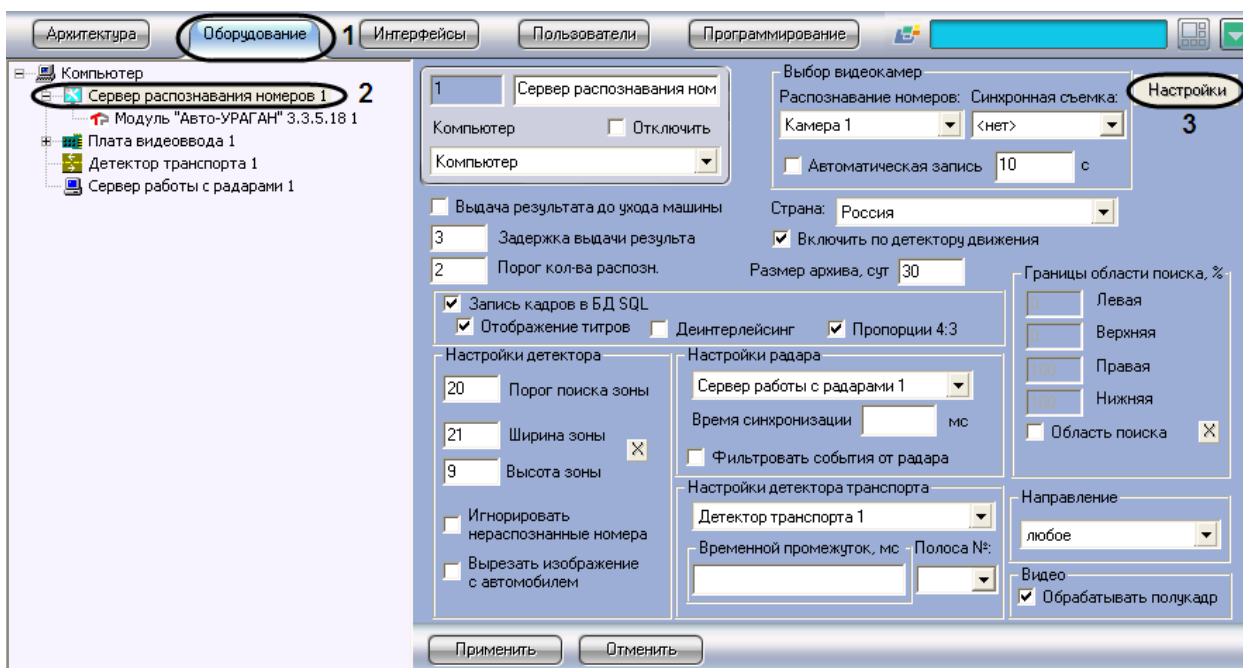 Архитектура Оборудование 1 Интерфейсы Пользователи Программирование
Компьютер
Сервер распознавания номеров 1 2
Модуль "Авто-УРАГАН" 3.3.5.18 1
Плата видеоввода 1
Детектор транспорта 1
Сервер работы с радарами 1
1 Сервер распознавания ном
Компьютер Отключить
Компьютер
Выбор видеокамер
Распознавание номеров: Синхронная съемка:
Камера 1 <нет>
Автоматическая запись 10 с
Настройки
3
Выдача результата до ухода машины
3 Задержка выдачи результа
2 Порог кол-ва распозн.
Страна: Россия
Включить по детектору движения
Размер архива, сут 30
Запись кадров в БД SQL
Отображение титров Деинтерлейсинг Пропорции 4:3
Границы области поиска, %
0 Левая
0 Верхняя
100 Правая
100 Нижняя
Область поиска X
Настройки детектора
20 Порог поиска зоны
21 Ширина зоны
X
9 Высота зоны
Игнорировать
нераспознанные номера
Вырезать изображение
с автомобилем
Настройки радара
Сервер работы с радарами 1
Время синхронизации мс
Фильтровать события от радара
Настройки детектора транспорта
Детектор транспорта 1
Временной промежуток, мс Полоса №:
Направление
любое
Видео
Обрабатывать полукадр
Применить Отменить